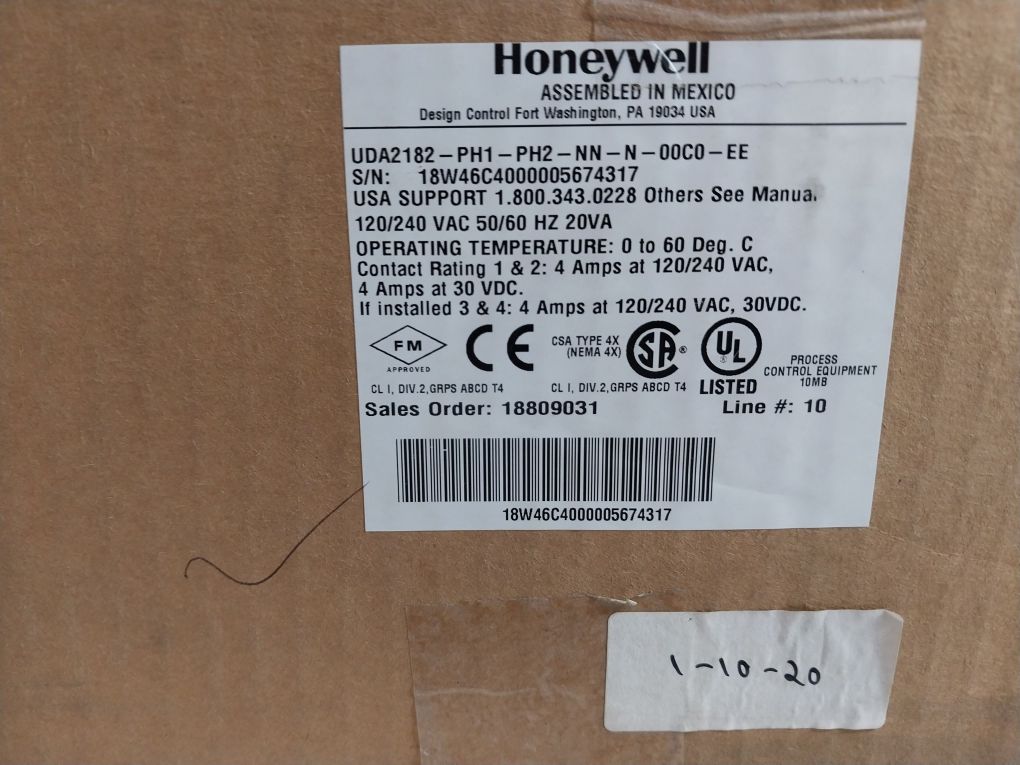 Honeywell
ASSEMBLED IN MEXICO
Design Control Fort Washington, PA 19034 USA
UDA2182-PH1-PH2-NN-N-00C0-EE
S/N: 18W46C4000005674317
USA SUPPORT 1.800.343.0228 Others See Manual
120/240 VAC 50/60 HZ 20VA
OPERATING TEMPERATURE: 0 to 60 Deg. C
Contact Rating 1 & 2: 4 Amps at 120/240 VAC,
4 Amps at 30 VDC.
If installed 3 & 4: 4 Amps at 120/240 VAC, 30VDC.
FM
APPROVED
CE
CSA TYPE 4X
(NEMA 4X)
SA ®
UL
LISTED
PROCESS
CONTROL EQUIPMENT
10MB
CL I, DIV.2,GRPS ABCD T4
CL I, DIV.2,GRPS ABCD T4
Sales Order: 18809031 Line #: 10
18W46C4000005674317
1-10-20